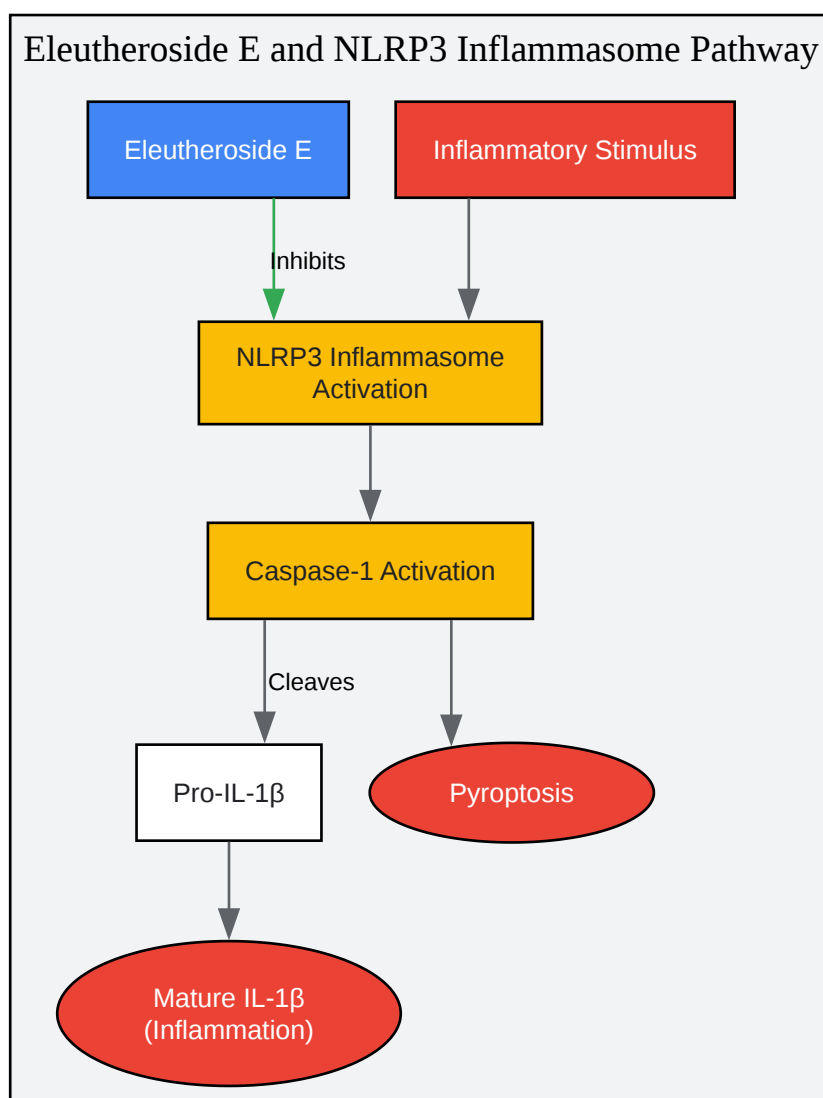 Eleutheroside E and NLRP3 Inflammasome Pathway
Eleutheroside E
Inflammatory Stimulus
Inhibits
NLRP3 Inflammasome
Activation
Caspase-1 Activation
Cleaves
Pro-IL-1β
Pyroptosis
Mature IL-1β
(Inflammation)